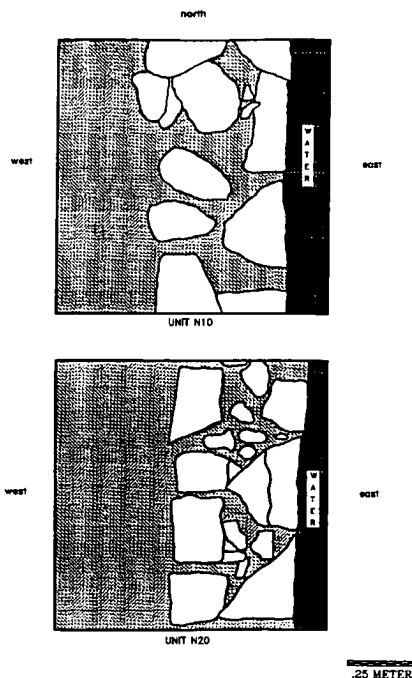 north
west
WATER
east
UNIT N10
west
WATER
east
UNIT N20
.25 METER